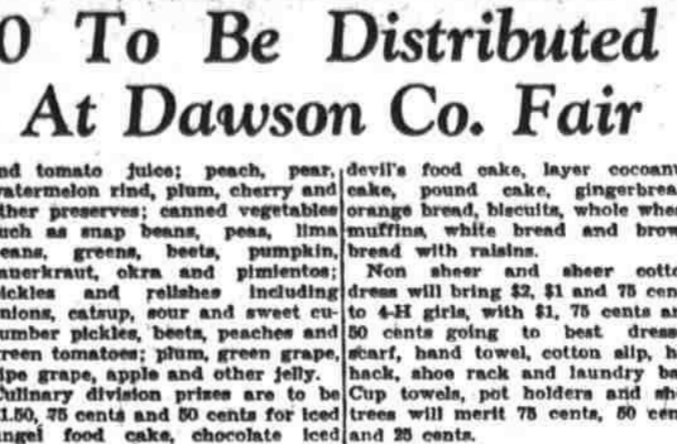 0 To Be Distributed
At Dawson Co. Fair
nd tomato juice; peach, pear,
watermelon rind, plum, cherry and
ther preserves; canned vegetables
uch as snap beans, peas, lima
eans, greens, beets, pumpkin,
auerkraut, okra and pimientos;
ickles and relishes including
nions, catsup, sour and sweet cu-
umber pickles, beets, peaches and
reen tomatoes; plum, green grape,
ipe grape, apple and other jelly.
Culinary division prizes are to be
1.50, 75 cents and 50 cents for iced
angel food cake, chocolate iced
devil's food cake, layer cocoanu
cake, pound cake, gingerbrea
orange bread, biscuits, whole whe
muffins, white bread and brow
bread with raisins.
Non sheer and sheer cotto
dress will bring $2, $1 and 75 cen
to 4-H girls, with $1, 75 cents an
50 cents going to best dress
scarf, hand towel, cotton slip, h
hack, shoe rack and laundry ba
Cup towels, pot holders and sh
trees will merit 75 cents, 50 cen
and 25 cents.